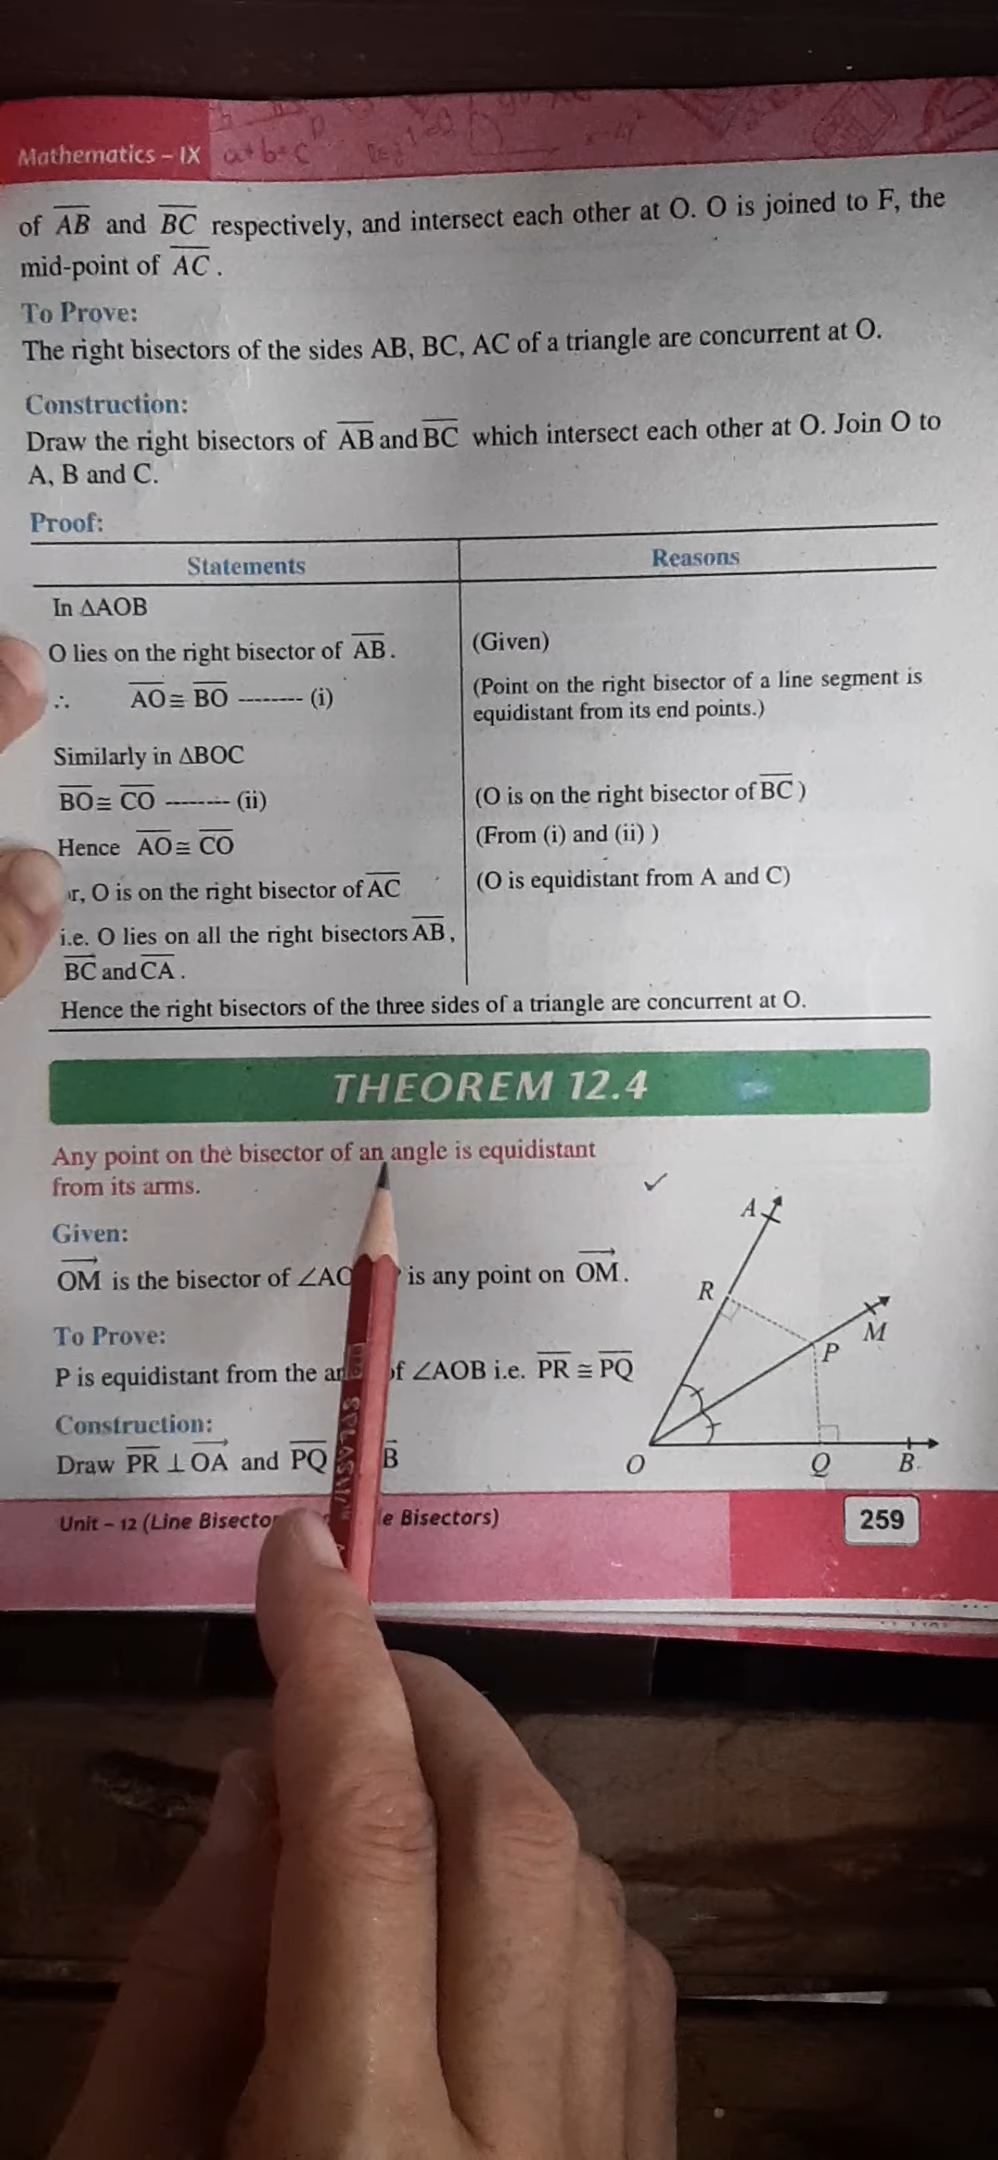 Mathematics – IX a+b=c
of AB and BC respectively, and intersect each other at O. O is joined to F, the
mid-point of AC.
To Prove:
The right bisectors of the sides AB, BC, AC of a triangle are concurrent at O.
Construction:
Draw the right bisectors of AB and BC which intersect each other at O. Join O to
A, B and C.
Proof:
Statements
Reasons
In ΔAOB
O lies on the right bisector of AB.
(Given)
∴ AO ≅ BO -------- (i)
(Point on the right bisector of a line segment is
equidistant from its end points.)
Similarly in ΔBOC
BO ≅ CO -------- (ii)
(O is on the right bisector of BC)
Hence AO ≅ CO
(From (i) and (ii) )
r, O is on the right bisector of AC
(O is equidistant from A and C)
i.e. O lies on all the right bisectors AB,
BC and CA.
Hence the right bisectors of the three sides of a triangle are concurrent at O.
THEOREM 12.4
Any point on the bisector of an angle is equidistant
from its arms.
Given:
OM is the bisector of ∠AO is any point on OM.
To Prove:
P is equidistant from the ar of ∠AOB i.e. PR ≅ PQ
Construction:
Draw PR ⊥ OA and PQ B
A
R
M
P
O
Q
B
Unit – 12 (Line Bisector e Bisectors)
259
SPLASH